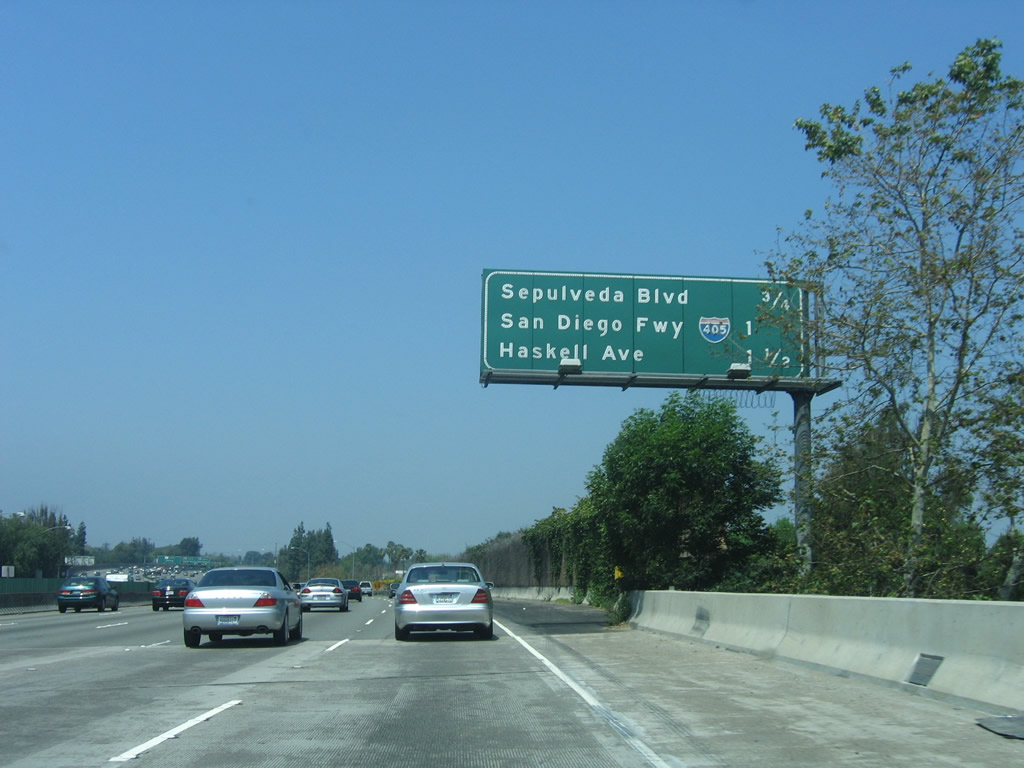 Sepulveda Blvd 3/4
San Diego Fwy 405 1
Haskell Ave 1 1/2